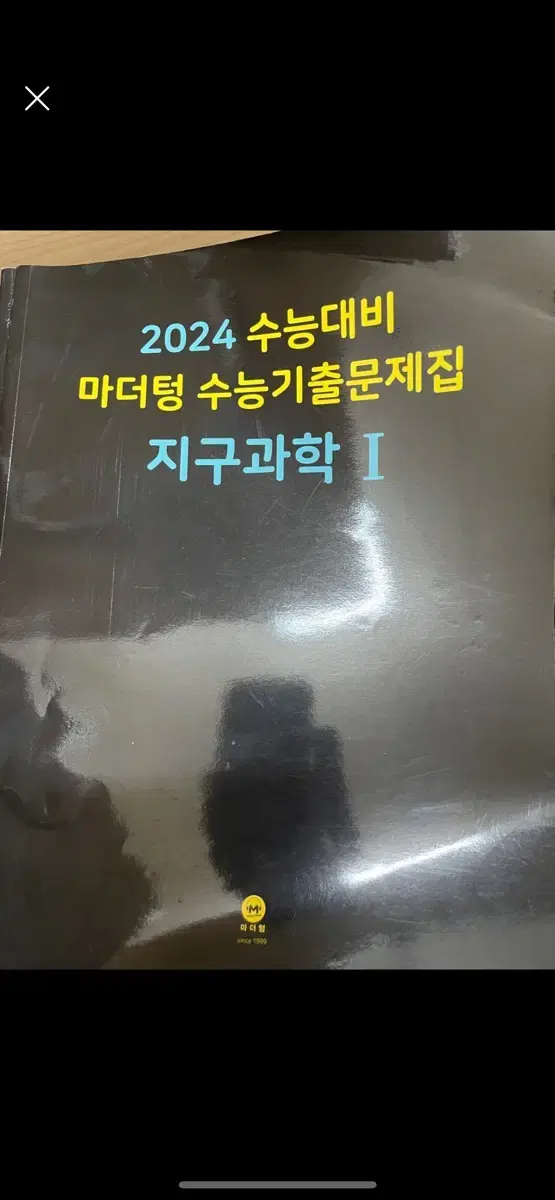 2024 수능대비
마더텅 수능기출문제집
지구과학 I
M
마더텅
since 1999